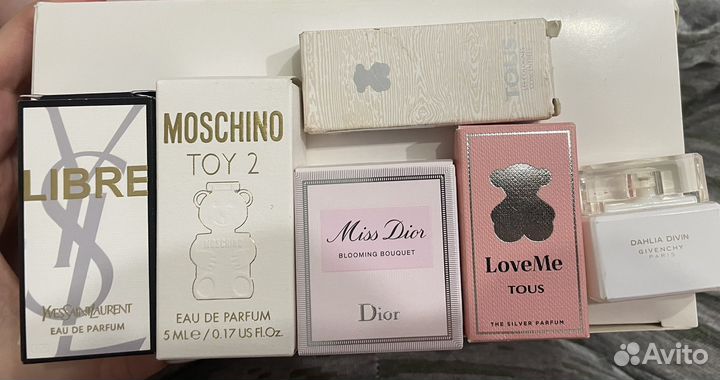 YSL
LIBRE
YVESSAINTLAURENT
EAU DE PARFUM
MOSCHINO
TOY 2
MOSCHINO
EAU DE PARFUM
5 ML e / 0.17 US Fl.Oz.
TOUS
Miss Dior
BLOOMING BOUQUET
Dior
LoveMe
TOUS
THE SILVER PARFUM
DAHLIA DIVIN
GIVENCHY
PARIS
Avito